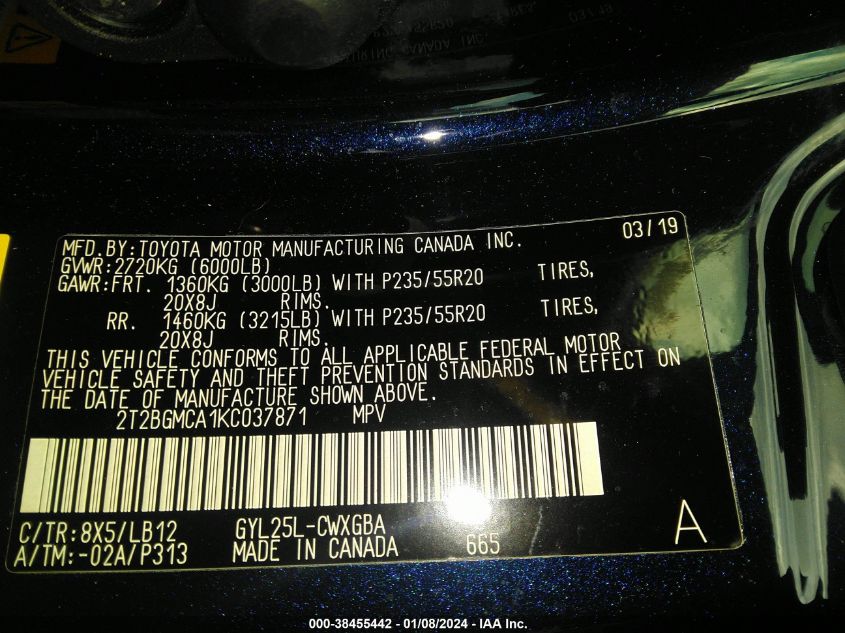 MFD. BY: TOYOTA MOTOR MANUFACTURING CANADA INC. 03/19
GVWR: 2720KG (6000LB)
GAWR: FRT. 1360KG (3000LB) WITH P235/55R20 TIRES,
20X8J RIMS.
RR. 1460KG (3215LB) WITH P235/55R20 TIRES,
20X8J RIMS.
THIS VEHICLE CONFORMS TO ALL APPLICABLE FEDERAL MOTOR
VEHICLE SAFETY AND THEFT PREVENTION STANDARDS IN EFFECT ON
THE DATE OF MANUFACTURE SHOWN ABOVE.
2T2BGMCA1KC037871 MPV
C/TR: 8X5/LB12 GYL25L-CWXGBA
A/TM: -02A/P313 MADE IN CANADA 665 A
000-38455442 - 01/08/2024 - IAA Inc.